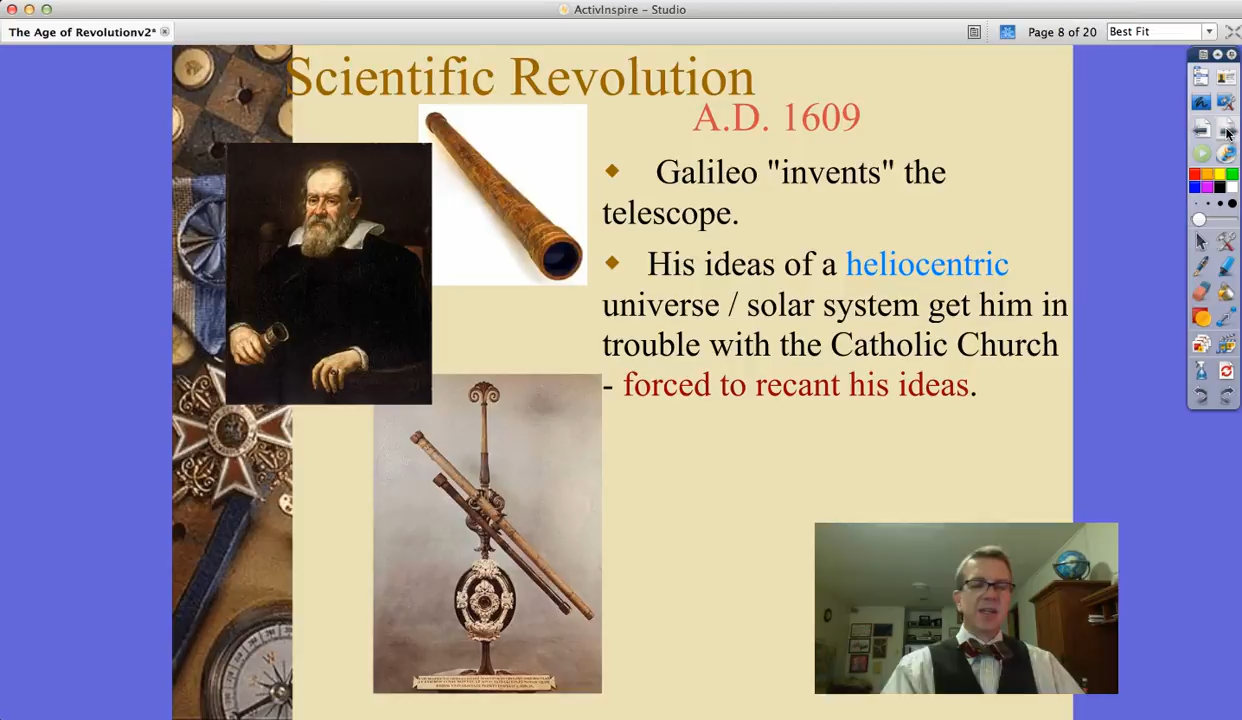 ActivInspire - Studio
The Age of Revolutionv2*
Page 8 of 20
Best Fit
Scientific Revolution
A.D. 1609
Galileo "invents" the
telescope.
His ideas of a heliocentric
universe / solar system get him in
trouble with the Catholic Church
- forced to recant his ideas.